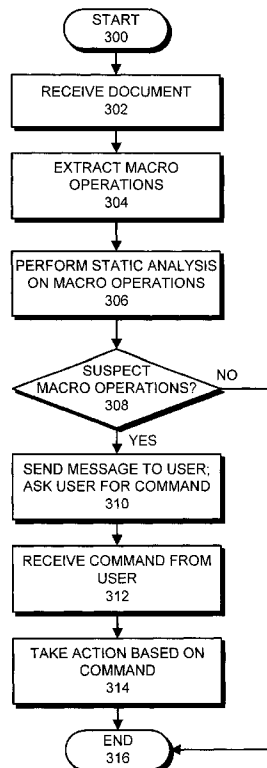 START
300
RECEIVE DOCUMENT
302
EXTRACT MACRO
OPERATIONS
304
PERFORM STATIC ANALYSIS
ON MACRO OPERATIONS
306
SUSPECT
MACRO OPERATIONS?
308
NO
YES
SEND MESSAGE TO USER;
ASK USER FOR COMMAND
310
RECEIVE COMMAND FROM
USER
312
TAKE ACTION BASED ON
COMMAND
314
END
316